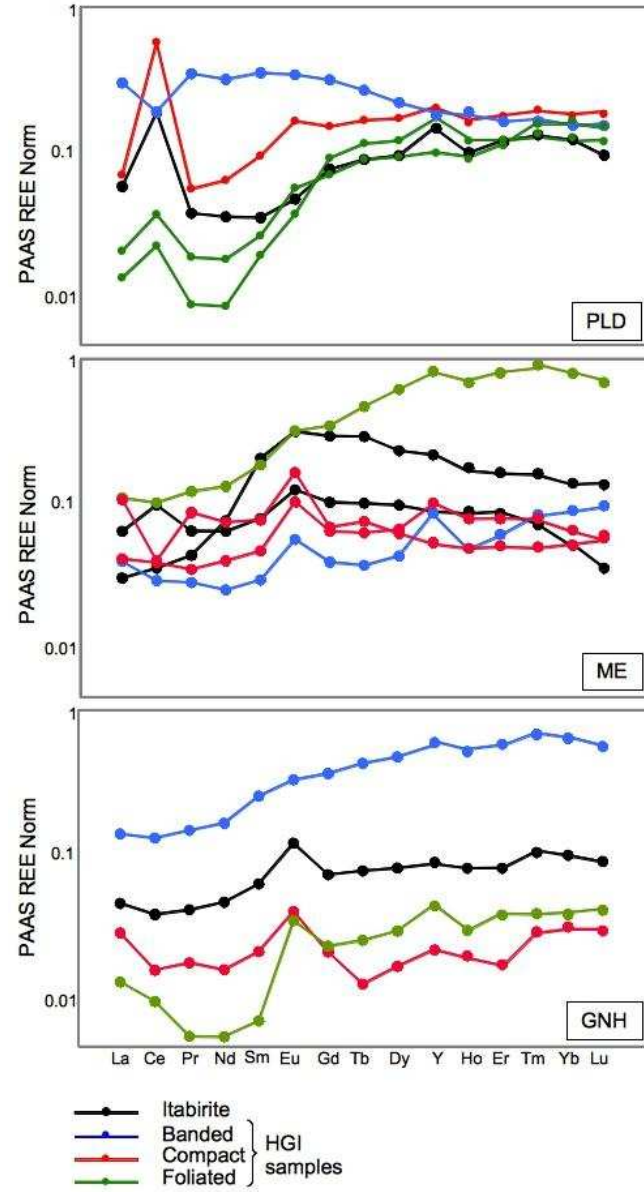 1
PAAS REE Norm
0.1
0.01
PLD
1
PAAS REE Norm
0.1
0.01
ME
1
PAAS REE Norm
0.1
0.01
GNH
La Ce Pr Nd Sm Eu Gd Tb Dy Y Ho Er Tm Yb Lu
Itabirite
Banded
Compact
Foliated
HGI
samples